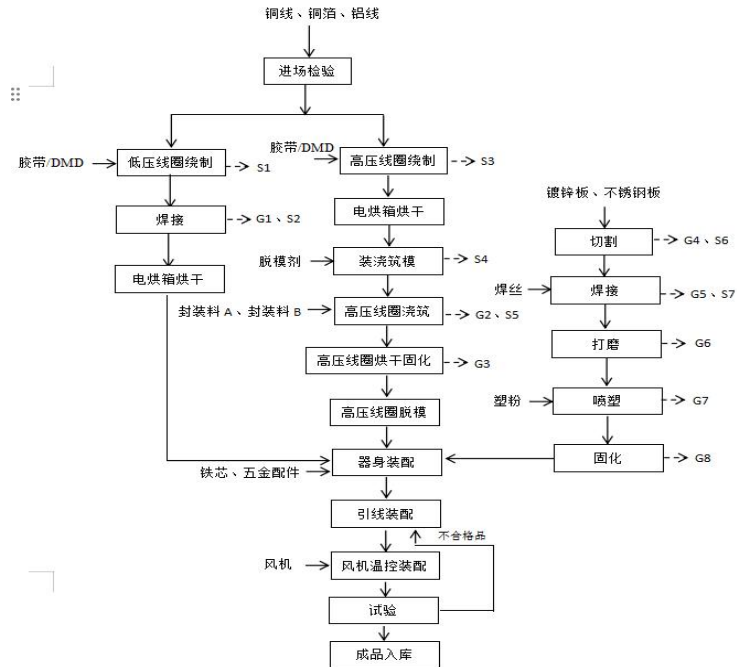 铜线、铜箔、铝线
进场检验
胶带/DMD
低压线圈绕制
S1
胶带/DMD
高压线圈绕制
S3
焊接
G1、S2
电烘箱烘干
镀锌板、不锈钢板
切割
G4、S6
电烘箱烘干
脱模剂
装浇筑模
S4
焊丝
焊接
G5、S7
封装料A、封装料B
高压线圈浇筑
G2、S5
打磨
G6
高压线圈烘干固化
G3
塑粉
喷塑
G7
高压线圈脱模
铁芯、五金配件
器身装配
固化
G8
引线装配
不合格品
风机
风机温控装配
试验
成品入库